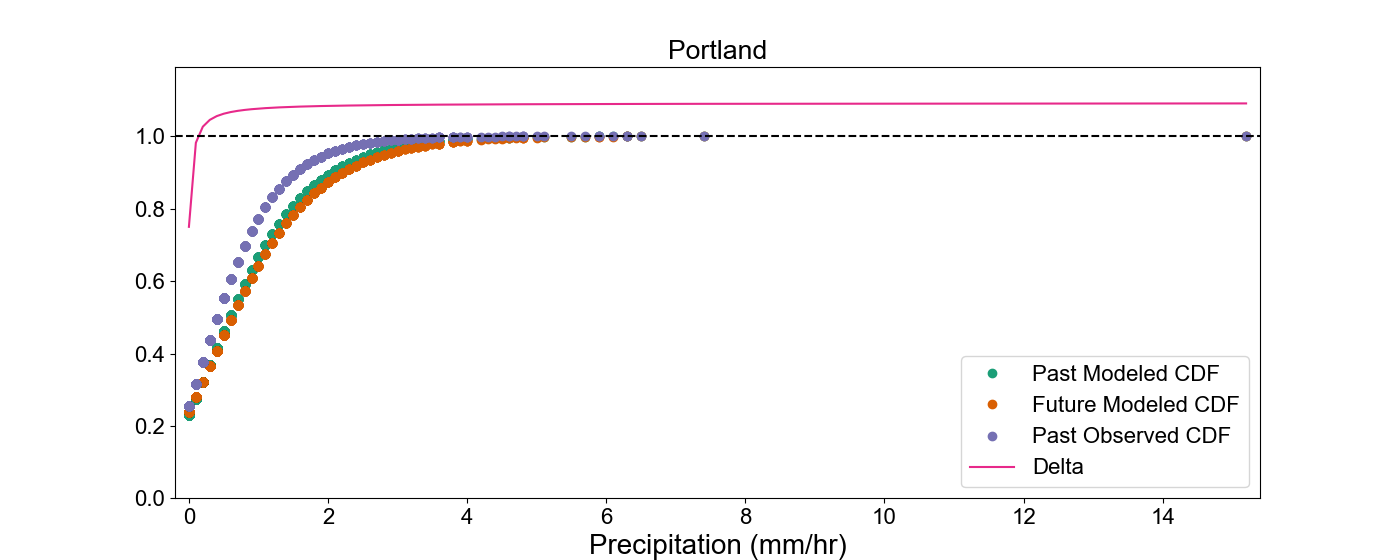 Portland
1.0
0.8
0.6
0.4
0.2
0.0
Past Modeled CDF
Future Modeled CDF
Past Observed CDF
Delta
0 2 4 6 8 10 12 14
Precipitation (mm/hr)